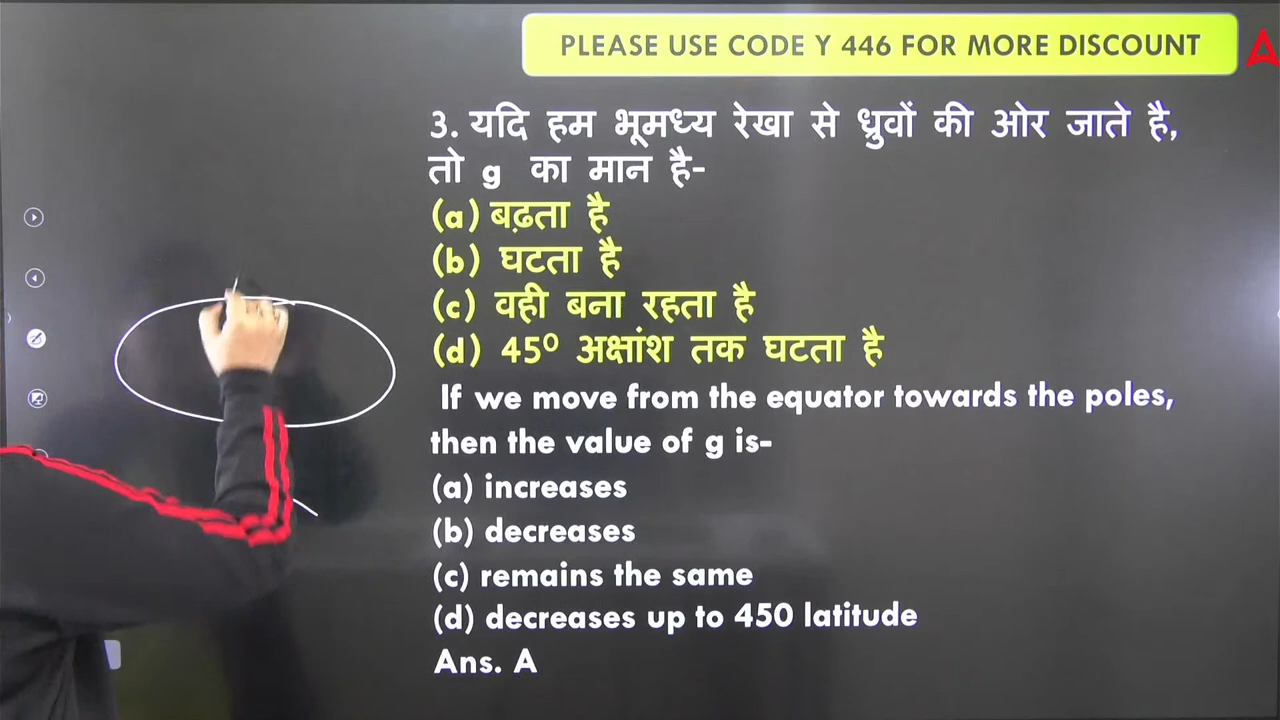 PLEASE USE CODE Y 446 FOR MORE DISCOUNT
3. यदि हम भूमध्य रेखा से ध्रुवों की ओर जाते है,
तो g का मान है-
(a) बढ़ता है
(b) घटता है
(c) वही बना रहता है
(d) 45⁰ अक्षांश तक घटता है
If we move from the equator towards the poles,
then the value of g is-
(a) increases
(b) decreases
(c) remains the same
(d) decreases up to 450 latitude
Ans. A